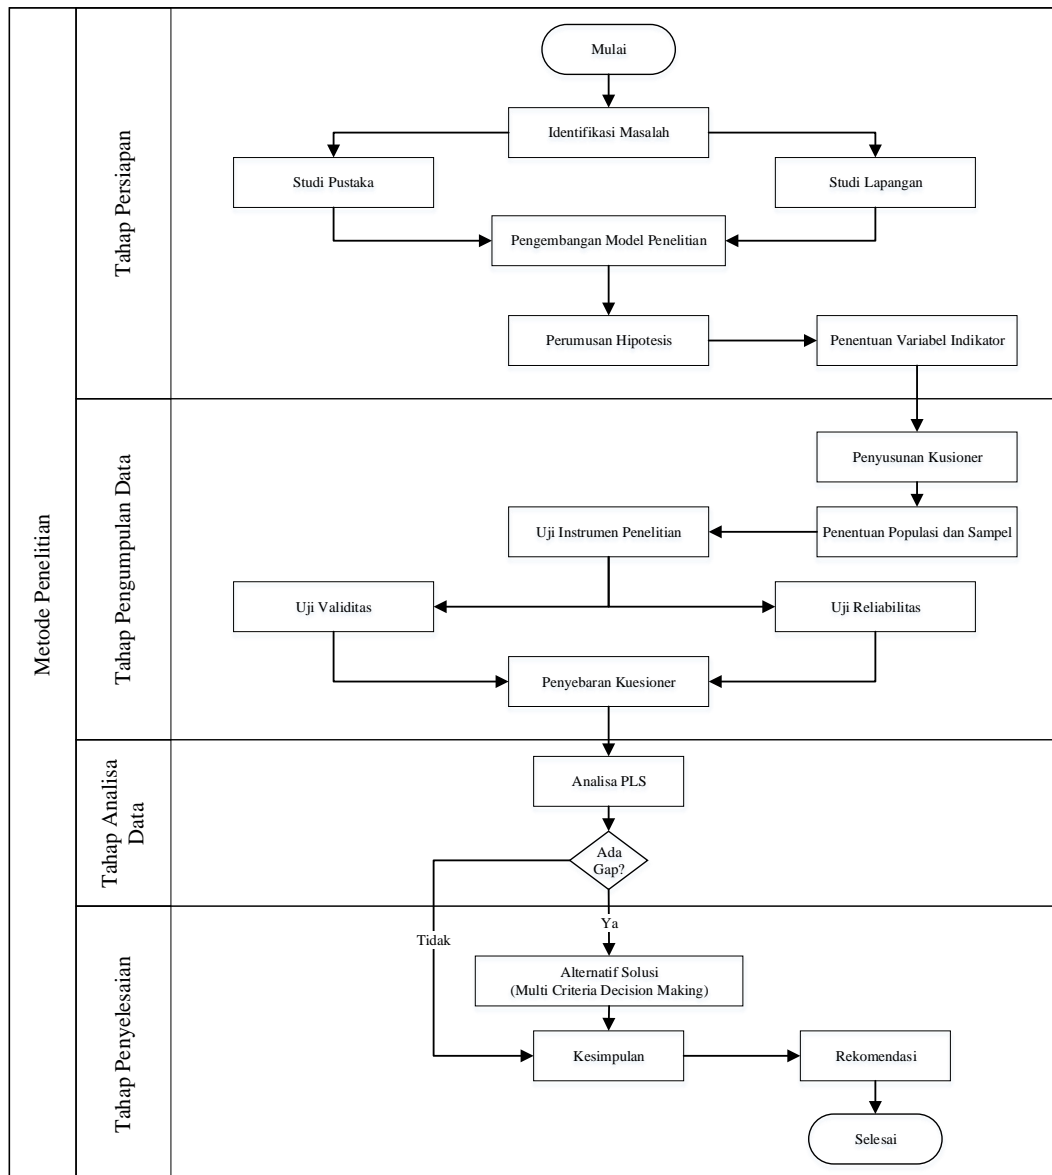 Metode Penelitian
Tahap Persiapan
Mulai
Identifikasi Masalah
Studi Pustaka
Studi Lapangan
Pengembangan Model Penelitian
Perumusan Hipotesis
Penentuan Variabel Indikator
Tahap Pengumpulan Data
Penyusunan Kusioner
Uji Instrumen Penelitian
Penentuan Populasi dan Sampel
Uji Validitas
Uji Reliabilitas
Penyebaran Kuesioner
Tahap Analisa
Data
Analisa PLS
Ada
Gap?
Tahap Penyelesaian
Ya
Tidak
Alternatif Solusi
(Multi Criteria Decision Making)
Kesimpulan
Rekomendasi
Selesai